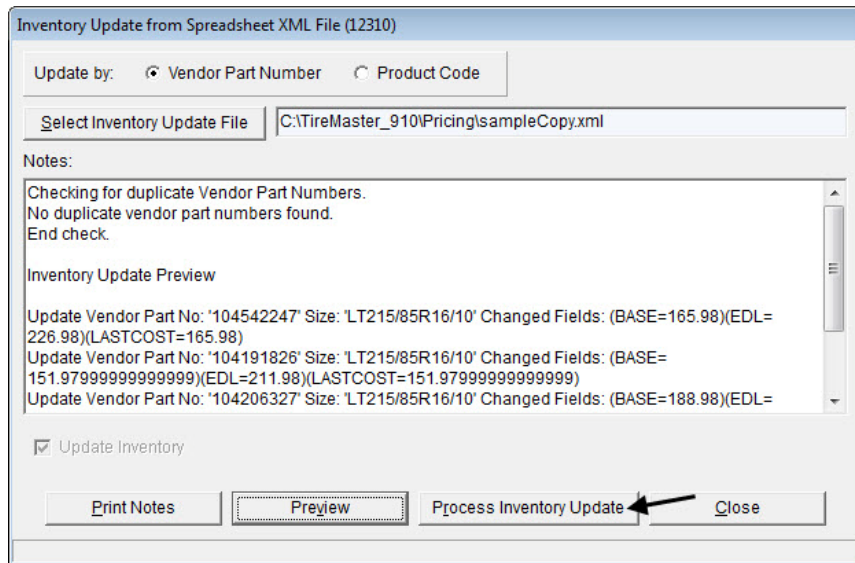 Inventory Update from Spreadsheet XML File (12310)
Update by: Vendor Part Number Product Code
Select Inventory Update File C:\TireMaster_910\Pricing\sampleCopy.xml
Notes:
Checking for duplicate Vendor Part Numbers.
No duplicate vendor part numbers found.
End check.
Inventory Update Preview
Update Vendor Part No: '104542247' Size: 'LT215/85R16/10' Changed Fields: (BASE=165.98)(EDL=
226.98)(LASTCOST=165.98)
Update Vendor Part No: '104191826' Size: 'LT215/85R16/10' Changed Fields: (BASE=
151.97999999999999)(EDL=211.98)(LASTCOST=151.97999999999999)
Update Vendor Part No: '104206327' Size: 'LT215/85R16/10' Changed Fields: (BASE=188.98)(EDL=
Update Inventory
Print Notes Preview Process Inventory Update Close